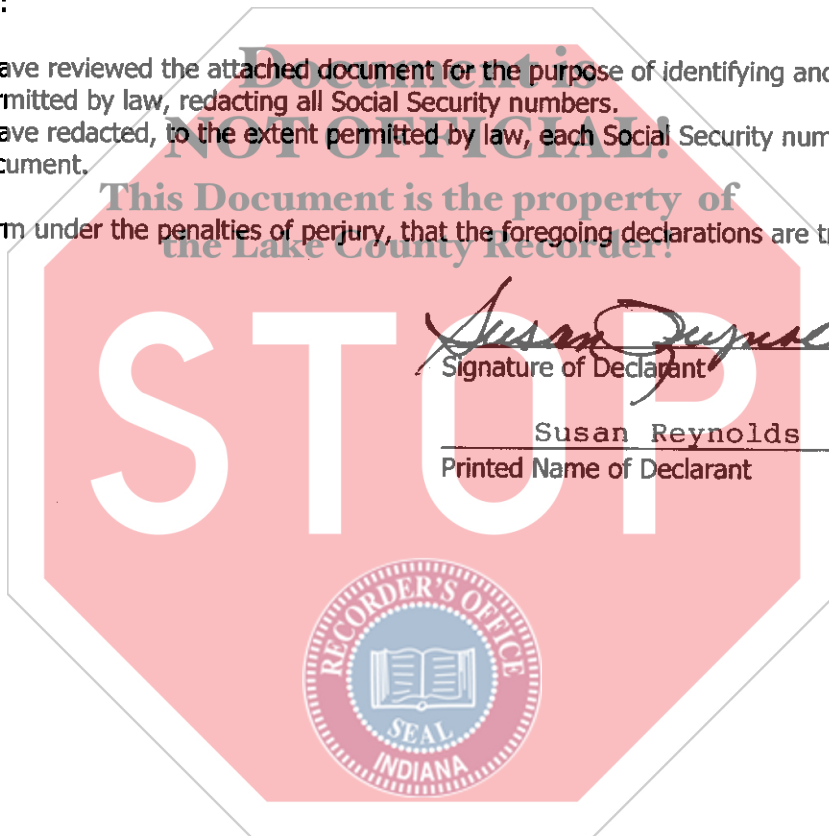 :
ave reviewed the attached document for the purpose of identifying and
rmitted by law, redacting all Social Security numbers.
ave redacted, to the extent permitted by law, each Social Security num
cument.
rm under the penalties of perjury, that the foregoing declarations are tr
Document is
NOT OFFICIAL!
This Document is the property of
the Lake County Recorder!
STOP
Susan Reynol
Signature of Declarant
Susan Reynolds
Printed Name of Declarant
RECORDER'S OFFICE
SEAL
INDIANA